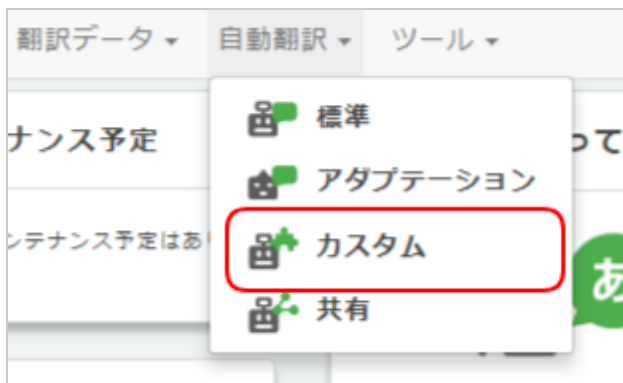 翻訳データ 自動翻訳 ツール
標準
ナンス予定
って
アダプテーション
ンテナンス予定はあ
カスタム
あ
共有